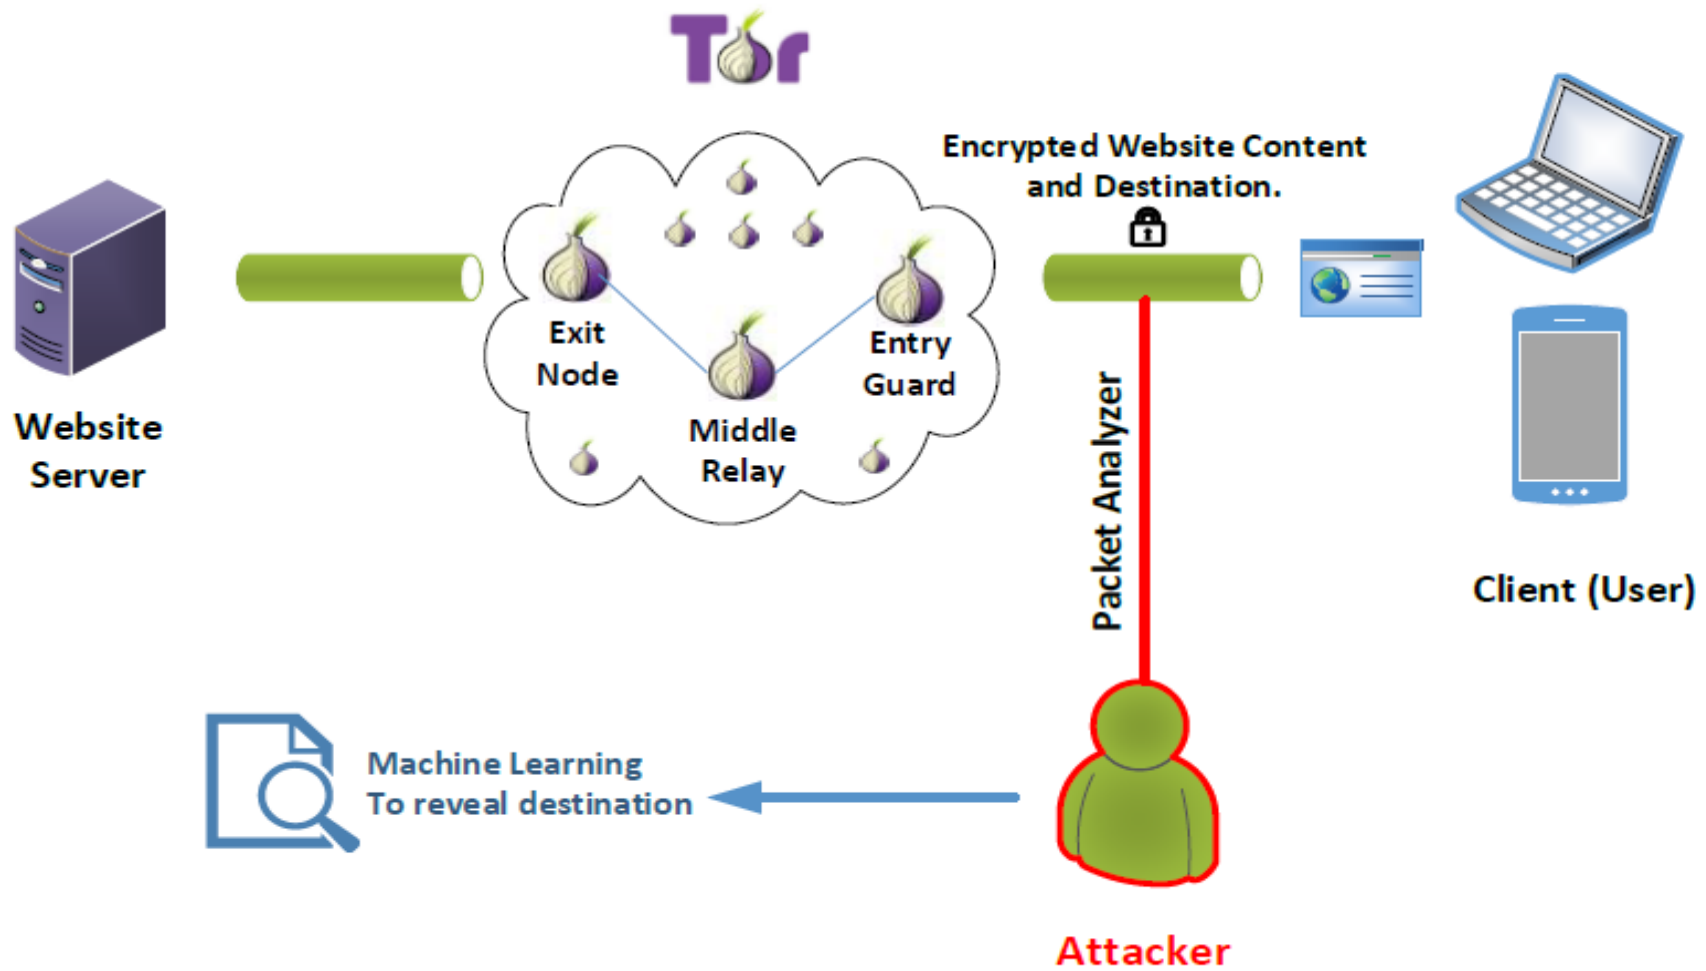 Tor
Encrypted Website Content
and Destination.
Exit
Node
Entry
Guard
Middle
Relay
Website
Server
Packet Analyzer
Client (User)
Machine Learning
To reveal destination
Attacker